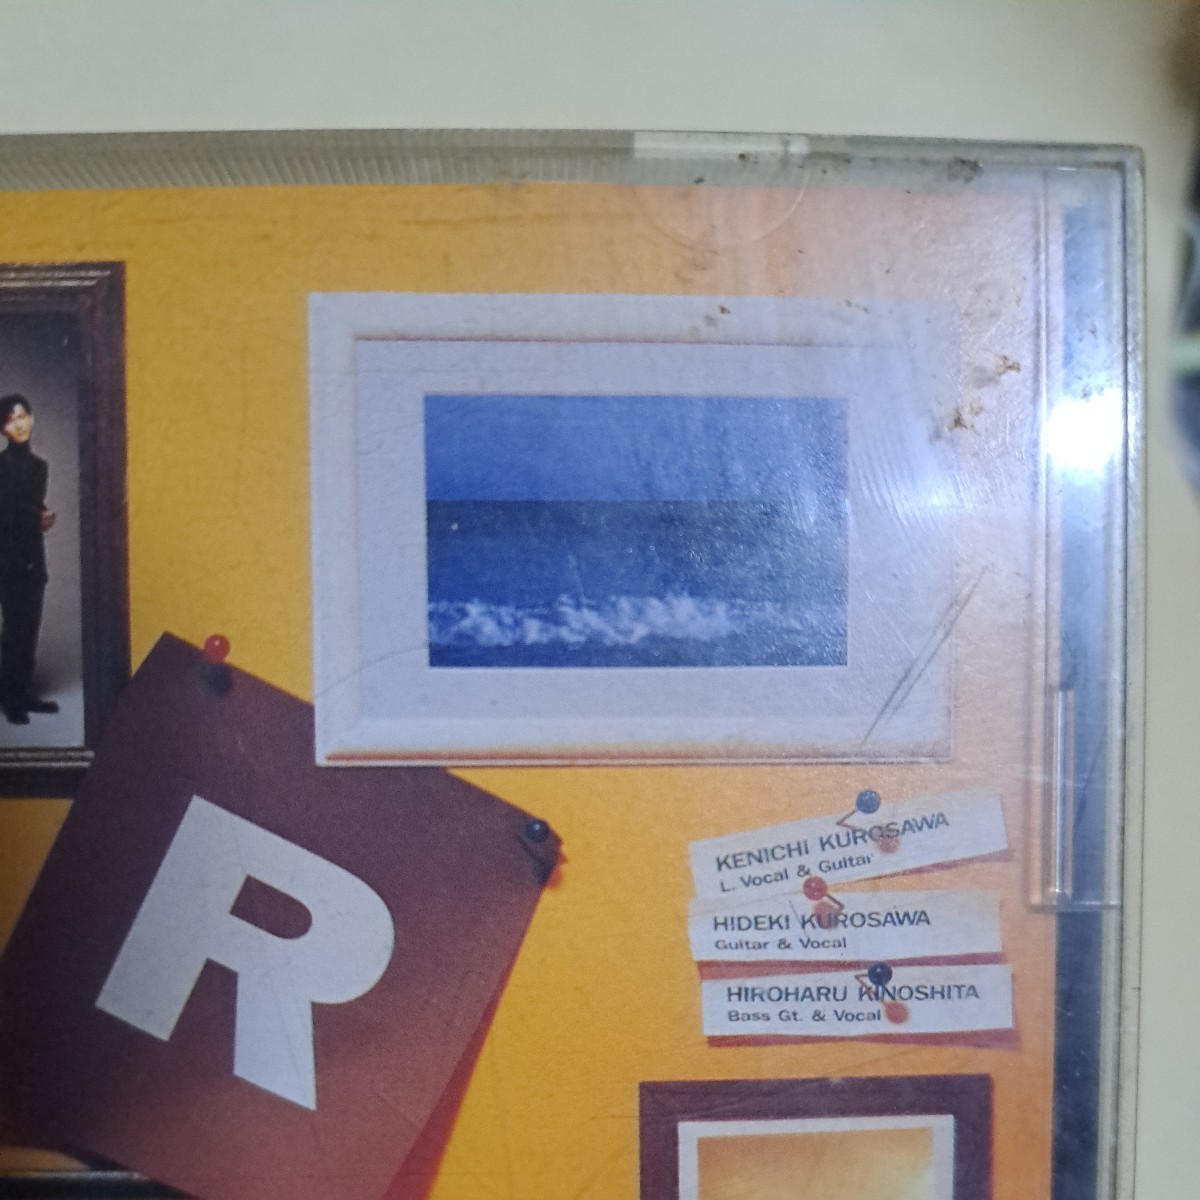 R
KENICHI KUROSAWA
L. Vocal & Guitar
HIDEKI KUROSAWA
Guitar & Vocal
HIROHARU KINOSHITA
Bass Gt. & Vocal